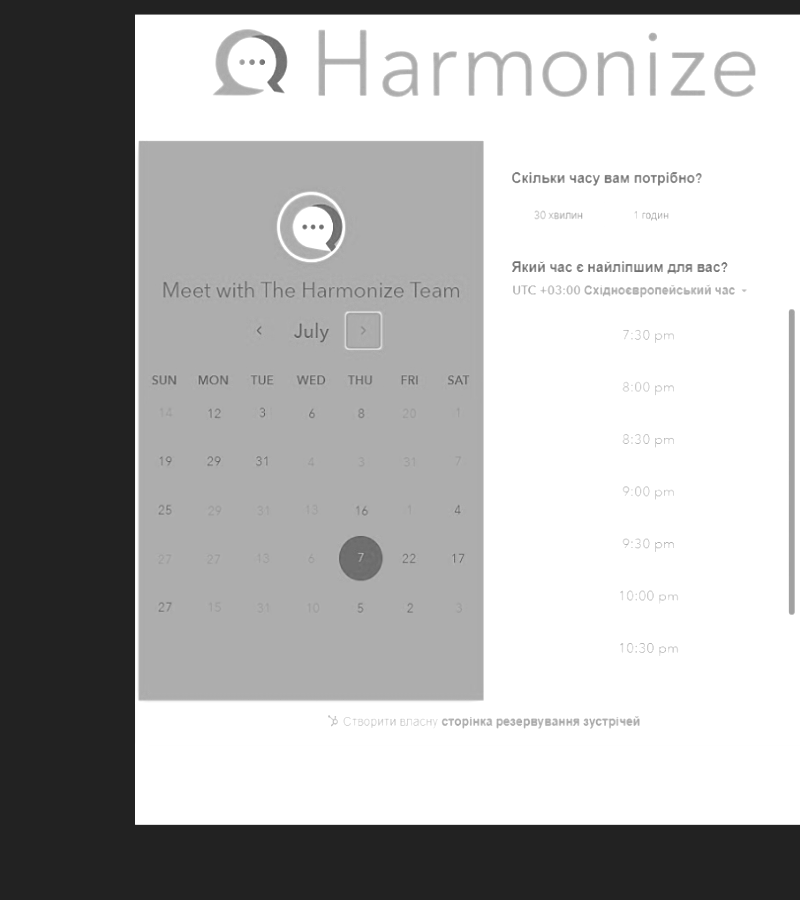 Harmonize
Meet with The Harmonize Team
July
SUN MON TUE WED THU FRI SAT
14 12 3 6 8 20 1
19 29 31 4 3 31 7
25 29 31 13 16 1 4
27 27 13 6 7 22 17
27 15 31 10 5 2 3
Скільки часу вам потрібно?
30 хвилин 1 годин
Який час є найліпшим для вас?
UTC +03:00 Східноєвропейський час
7:30 pm
8:00 pm
8:30 pm
9:00 pm
9:30 pm
10:00 pm
10:30 pm
Створити власну сторінка резервування зустрічей